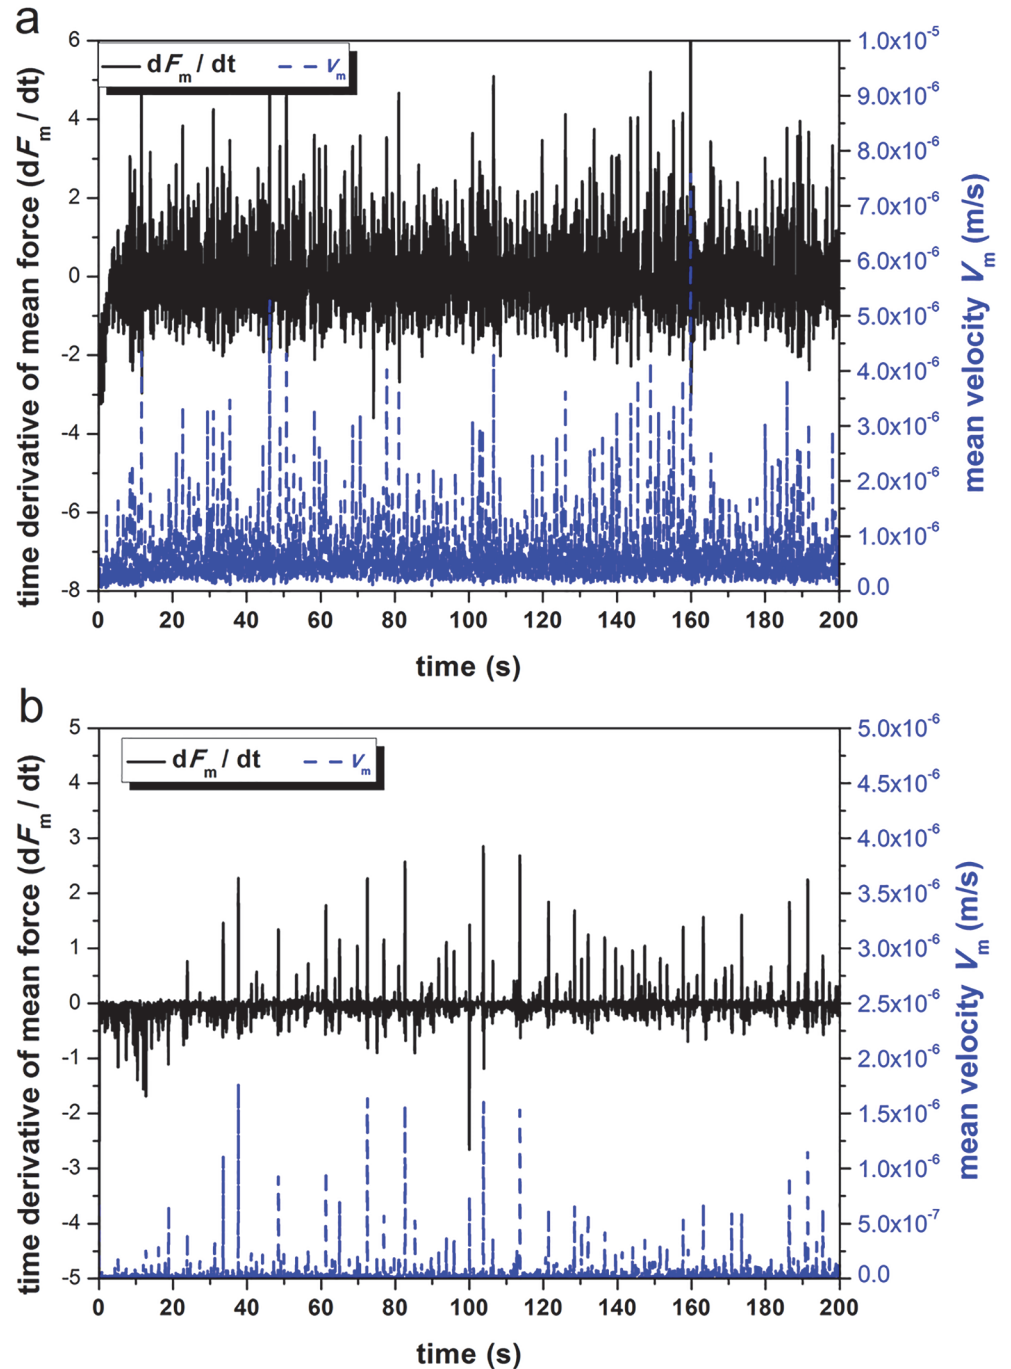 a
time derivative of mean force (dFm / dt)
6
4
2
0
-2
-4
-6
-8
dFm / dt
Vm
1.0x10-5
9.0x10-6
8.0x10-6
7.0x10-6
6.0x10-6
5.0x10-6
4.0x10-6
3.0x10-6
2.0x10-6
1.0x10-6
0.0
mean velocity Vm (m/s)
0 20 40 60 80 100 120 140 160 180 200
time (s)
b
time derivative of mean force (dFm / dt)
5
4
3
2
1
0
-1
-2
-3
-4
-5
dFm / dt
Vm
5.0x10-6
4.5x10-6
4.0x10-6
3.5x10-6
3.0x10-6
2.5x10-6
2.0x10-6
1.5x10-6
1.0x10-6
5.0x10-7
0.0
mean velocity Vm (m/s)
0 20 40 60 80 100 120 140 160 180 200
time (s)